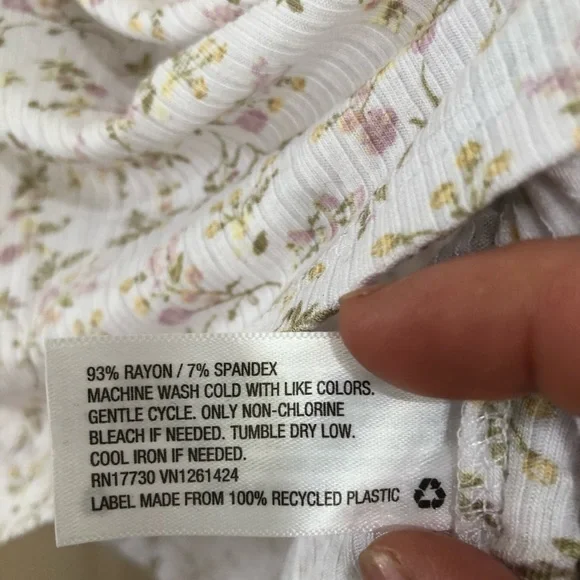 93% RAYON / 7% SPANDEX
MACHINE WASH COLD WITH LIKE COLORS.
GENTLE CYCLE. ONLY NON-CHLORINE
BLEACH IF NEEDED. TUMBLE DRY LOW.
COOL IRON IF NEEDED.
RN17730 VN1261424
LABEL MADE FROM 100% RECYCLED PLASTIC